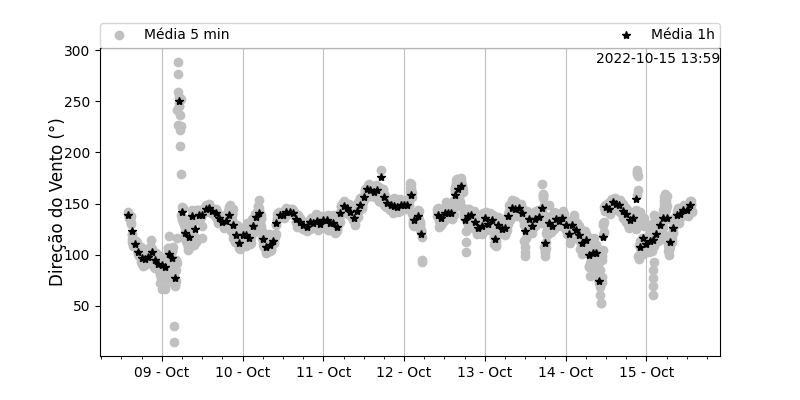 Média 5 min Média 1h
2022-10-15 13:59
Direção do Vento (°)
300
250
200
150
100
50
09 - Oct 10 - Oct 11 - Oct 12 - Oct 13 - Oct 14 - Oct 15 - Oct